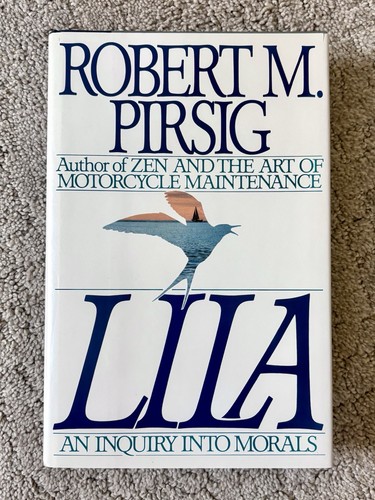 ROBERT M.
PIRSIG
Author of ZEN AND THE ART OF
MOTORCYCLE MAINTENANCE
LILA
AN INQUIRY INTO MORALS